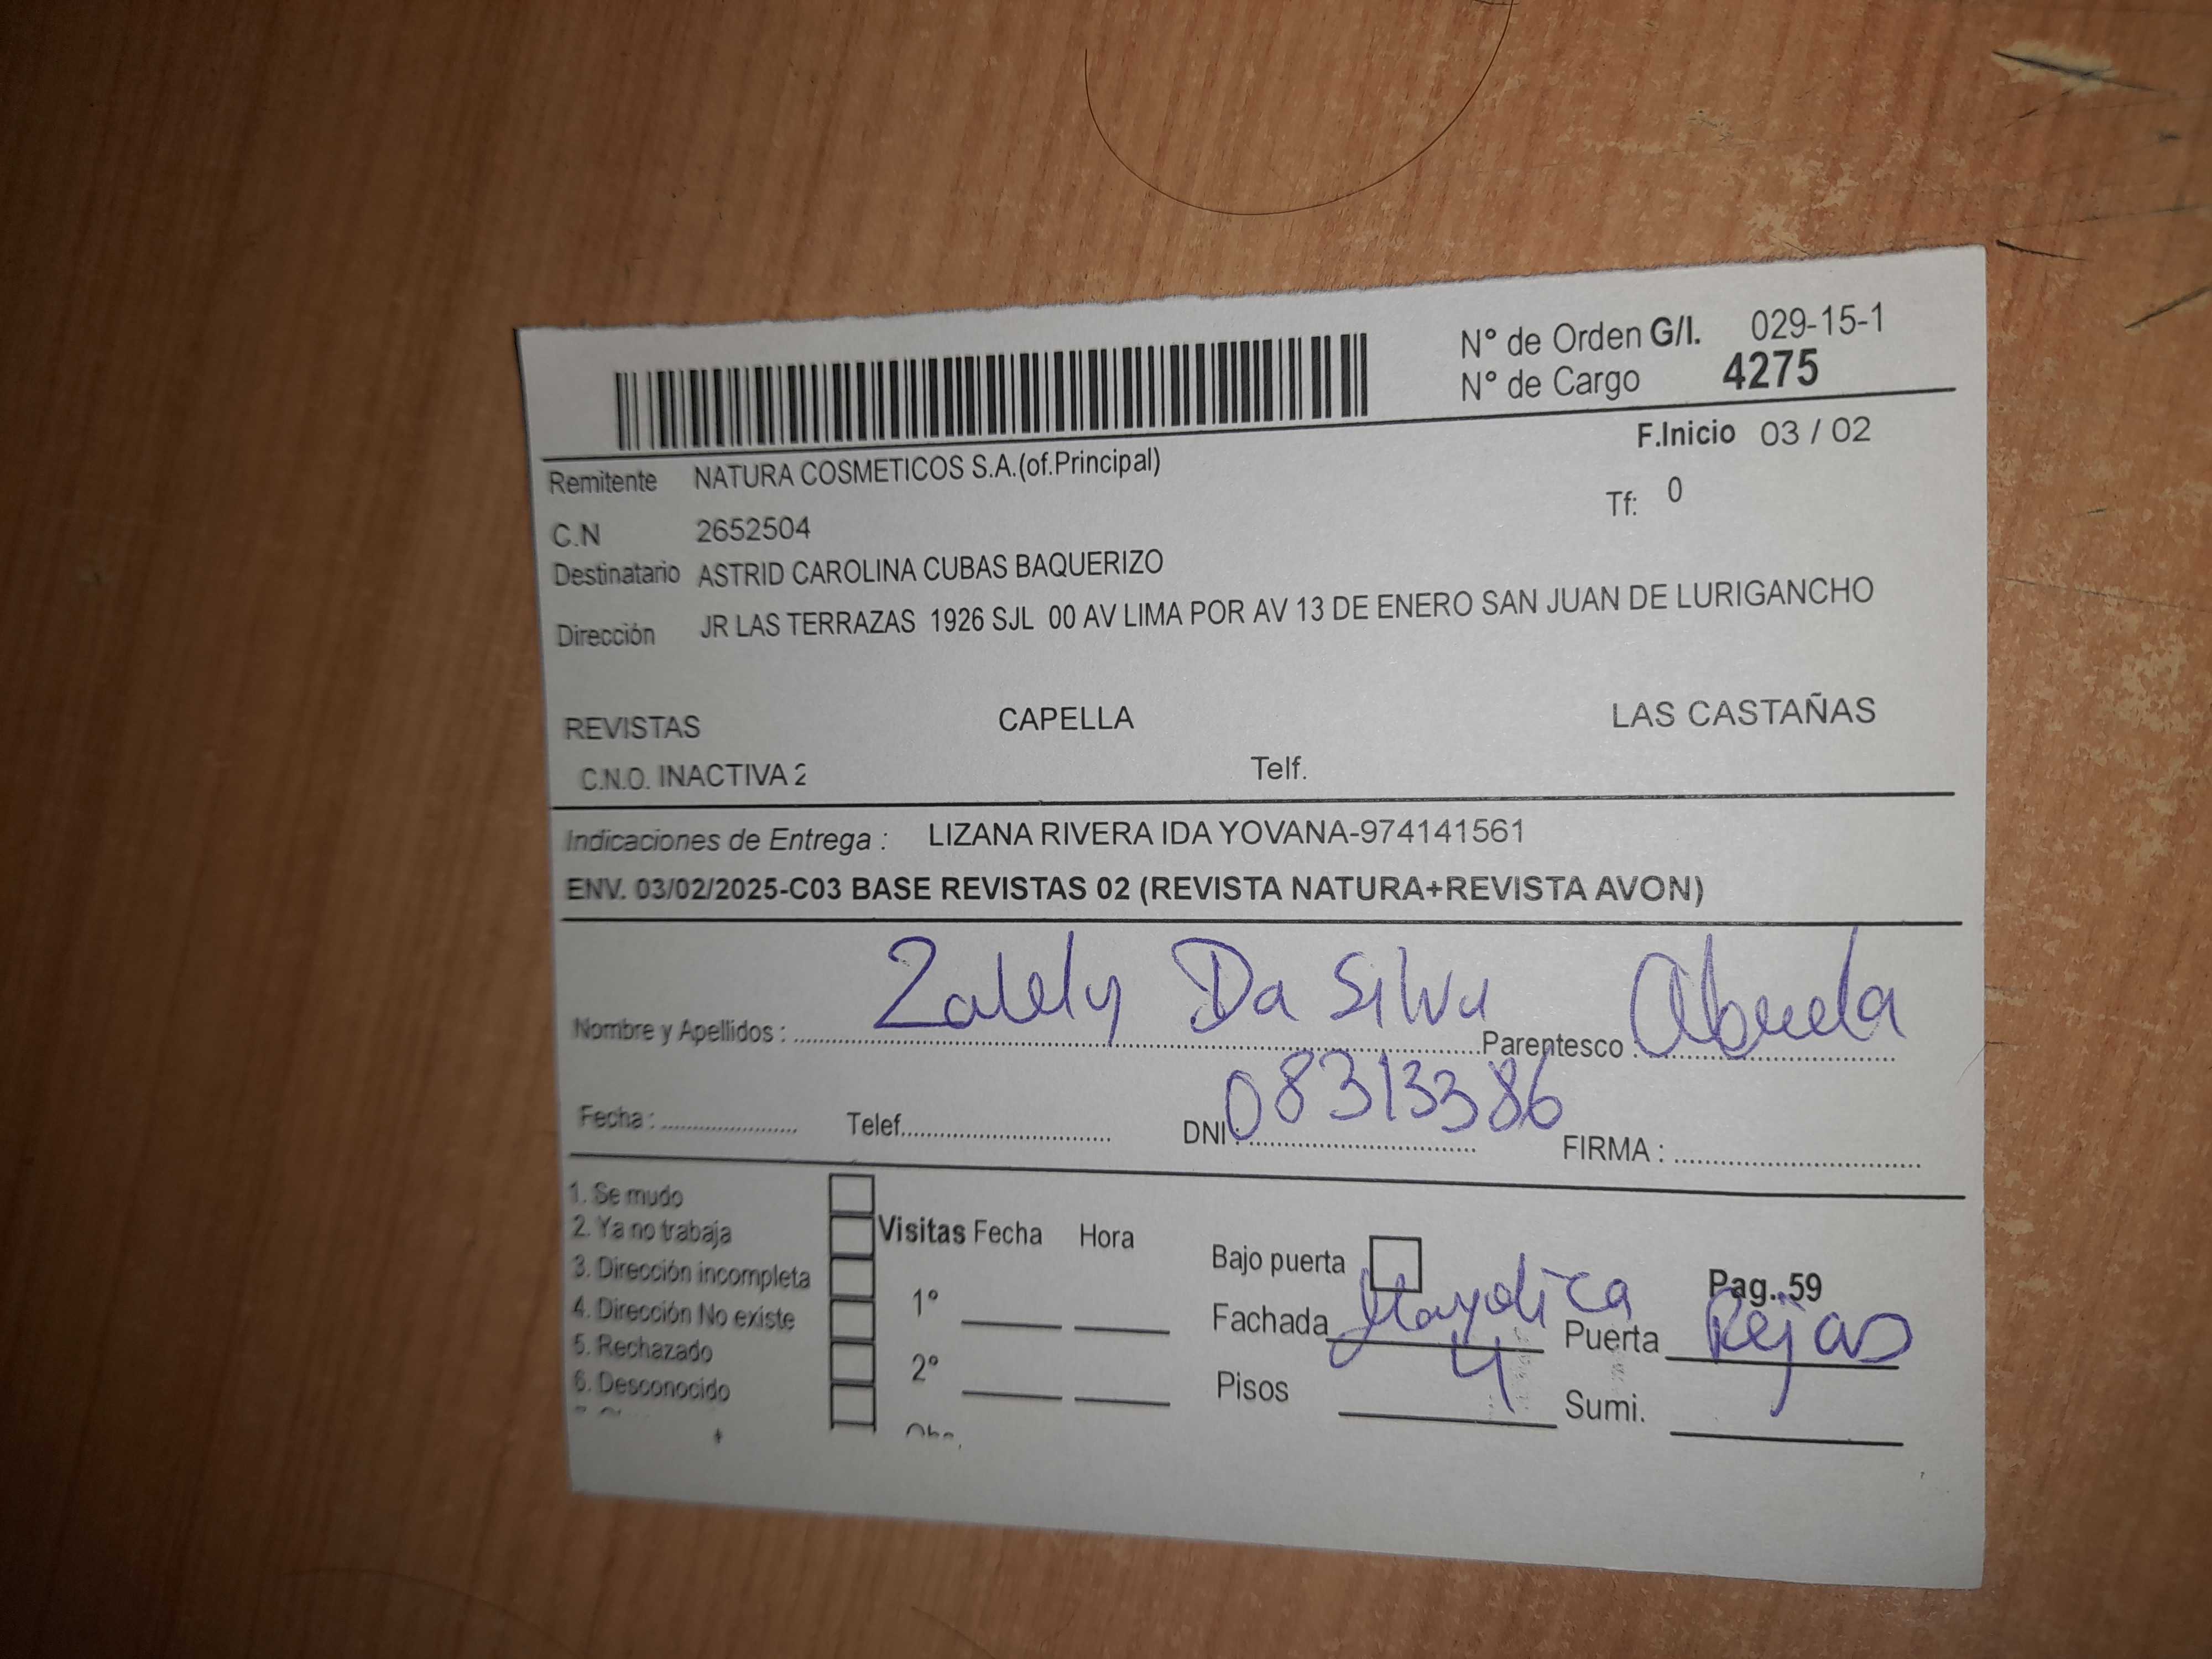 N° de Orden G/I. 029-15-1
N° de Cargo 4275
F.Inicio 03 / 02
Remitente NATURA COSMETICOS S.A.(of.Principal)
Tf: 0
C.N 2652504
Destinatario ASTRID CAROLINA CUBAS BAQUERIZO
Dirección JR LAS TERRAZAS 1926 SJL 00 AV LIMA POR AV 13 DE ENERO SAN JUAN DE LURIGANCHO
REVISTAS CAPELLA LAS CASTAÑAS
C.N.O. INACTIVA 2 Telf.
Indicaciones de Entrega : LIZANA RIVERA IDA YOVANA-974141561
ENV. 03/02/2025-C03 BASE REVISTAS 02 (REVISTA NATURA+REVISTA AVON)
Nombre y Apellidos : Da Silva Parentesco : Abuela
Fecha : Telef. DNI : 08313386 FIRMA :
1. Se mudo
2. Ya no trabaja
3. Dirección incompleta
4. Dirección No existe
5. Rechazado
6. Desconocido
Visitas Fecha Hora
1°
2°
Obs.
Bajo puerta Pag..59
Fachada Mayolica Puerta Rejas
Pisos 4 Sumi.